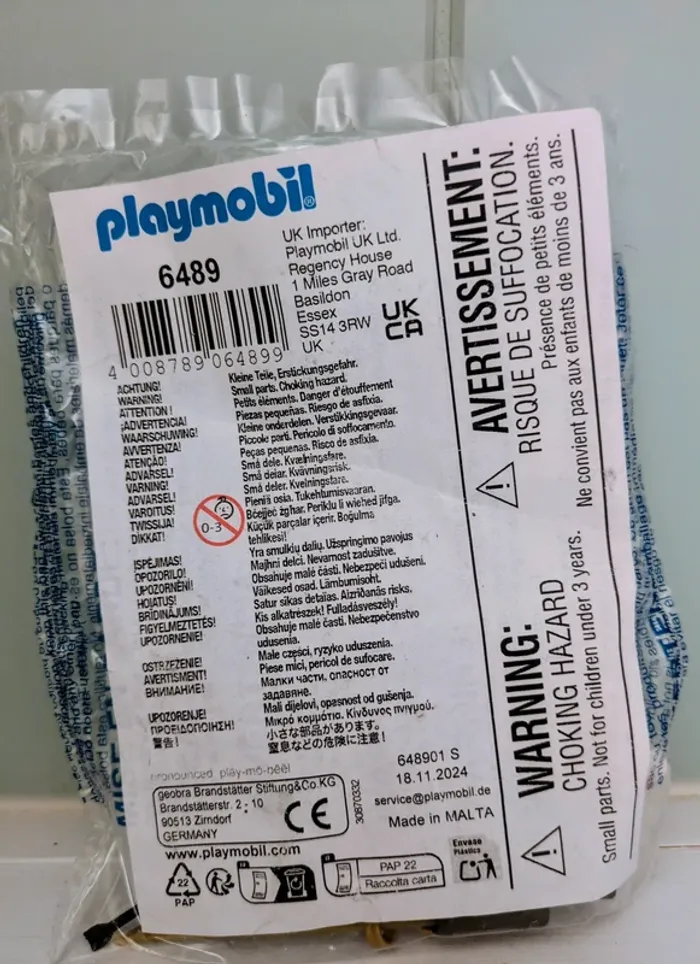 playmobil®
6489
4 008789 064899
UK Importer:
Playmobil UK Ltd.
Regency House
1 Miles Gray Road
Basildon
Essex
SS14 3RW
UK
UK
CA
ACHTUNG!
WARNING!
ATTENTION!
¡ADVERTENCIA!
WAARSCHUWING!
AVVERTENZA!
ATENÇAO!
ADVARSEL!
VARNING!
ADVARSEL!
VAROITUS!
TWISSIJA!
DIKKAT!
Kleine Teile, Erstickungsgefahr.
Small parts. Choking hazard.
Petits éléments. Danger d'étouffement
Piezas pequeñas. Riesgo de asfixia.
Kleine onderdelen. Verstikkingsgevaar.
Piccole parti. Pericolo di soffocamento.
Peças pequenas. Risco de asfixia.
Små dele. Kvælningsfare.
Små delar. Kvävningsrisk.
Små deler. Kvelningsfare.
Pieniä osia. Tukehtumisvaaran.
Bċejjeċ żgħar. Periklu li wieħed jifga.
Küçük parçalar içerir. Boğulma
tehlikesi!
0-3
ĮSPĖJIMAS!
OPOZORILO!
UPOZORNĚNÍ!
HOIATUS!
BRĪDINĀJUMS!
FIGYELMEZTETÉS!
UPOZORNENIE!
Yra smulkių dalių. Užspringimo pavojus
Majhni delci. Nevarnost zadušitve.
Obsahuje malé části. Nebezpečí udušení.
Väikesed osad. Lämbumisoht.
Satur sīkas detaļas. Aizrīšanās risks.
Kis alkatrészek! Fulladásveszély!
Obsahuje malé časti. Nebezpečenstvo
udusenia.
OSTRZEŻENIE!
AVERTISMENT!
ВНИМАНИЕ!
Małe części, ryzyko uduszenia.
Piese mici, pericol de sufocare.
Малки части, опасност от
задавяне.
UPOZORENJE!
ΠΡΟΕΙΔΟΠΟΙΗΣΗ!
警告!
Mali dijelovi, opasnost od gušenja.
Μικρό κομμάτιο. Κίνδυνος πνιγμού.
小さな部品があります。
窒息などの危険に注意!
pronounced play-mo-beel
geobra Brandstätter Stiftung&Co.KG
Brandstätterstr. 2 - 10
90513 Zirndorf
GERMANY
CE
30870332
648901 S
18.11.2024
service@playmobil.de
Made in MALTA
www.playmobil.com
22
PAP
PAP 22
Raccolta carta
Envase
Plástico
AVERTISSEMENT:
RISQUE DE SUFFOCATION.
Présence de petits éléments.
Ne convient pas aux enfants de moins de 3 ans.
WARNING:
CHOKING HAZARD
Small parts. Not for children under 3 years.